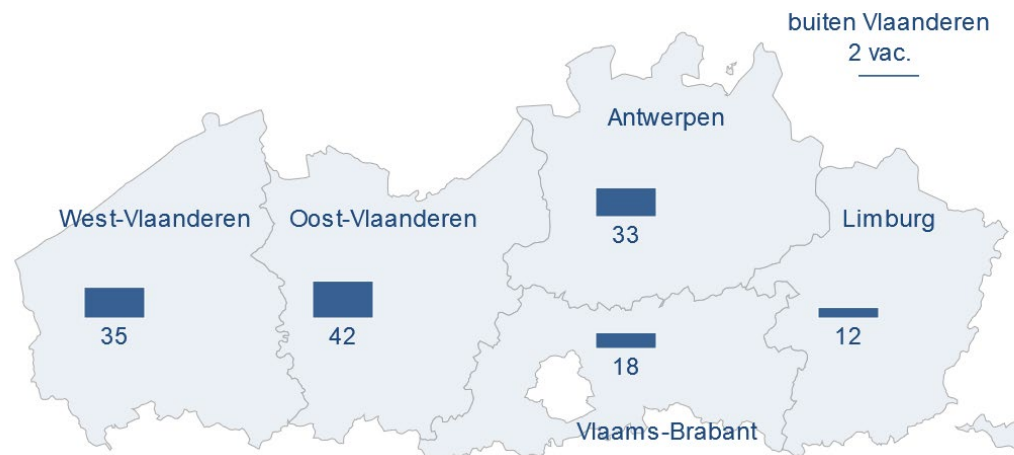 buiten Vlaanderen
2 vac.
Antwerpen
33
West-Vlaanderen
35
Oost-Vlaanderen
42
Limburg
12
18
Vlaams-Brabant